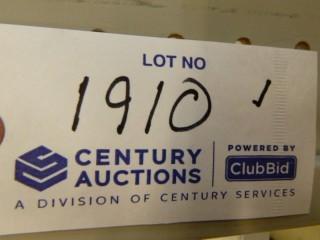 LOT NO
1910 ✓
CENTURY AUCTIONS
POWERED BY
ClubBid
A DIVISION OF CENTURY SERVICES